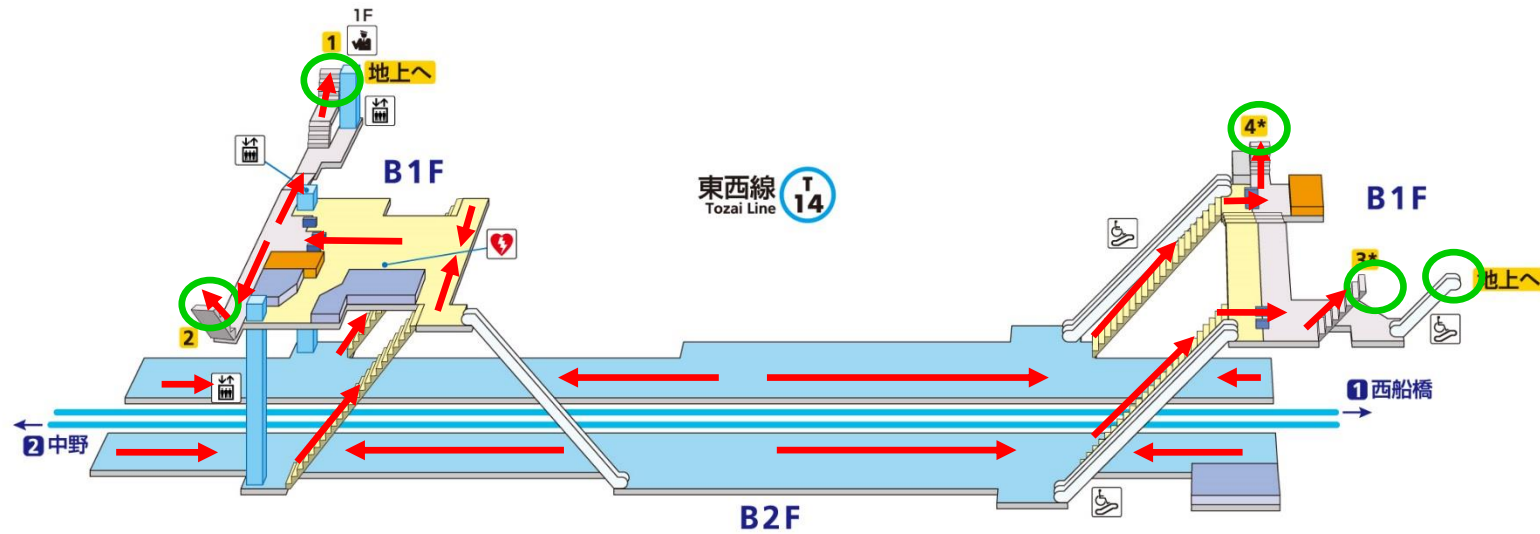 1F
1
地上へ
B1F
2
東西線
Tozai Line
T
14
4*
B1F
3*
地上へ
1 西船橋
2 中野
B2F